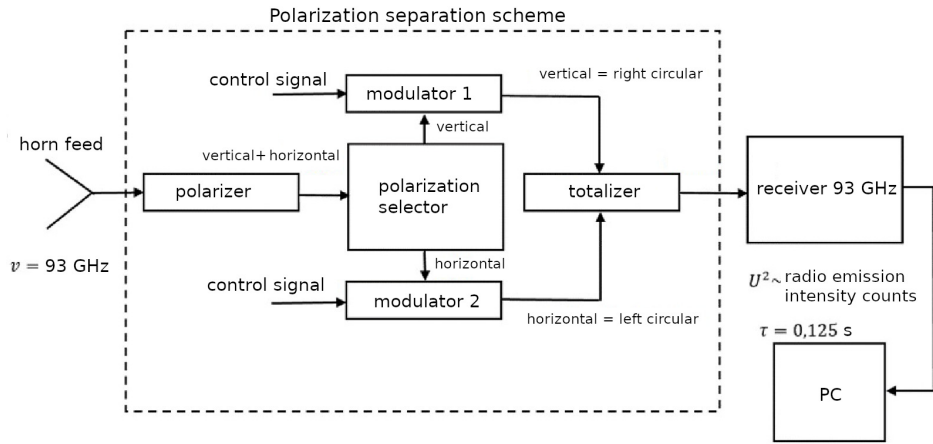 Polarization separation scheme
control signal
modulator 1
vertical = right circular
vertical
horn feed
vertical+horizontal
polarizer
polarization
selector
totalizer
receiver 93 GHz
𝑣 = 93 GHz
horizontal
control signal
modulator 2
horizontal = left circular
U²~ radio emission
intensity counts
τ = 0,125 s
PC